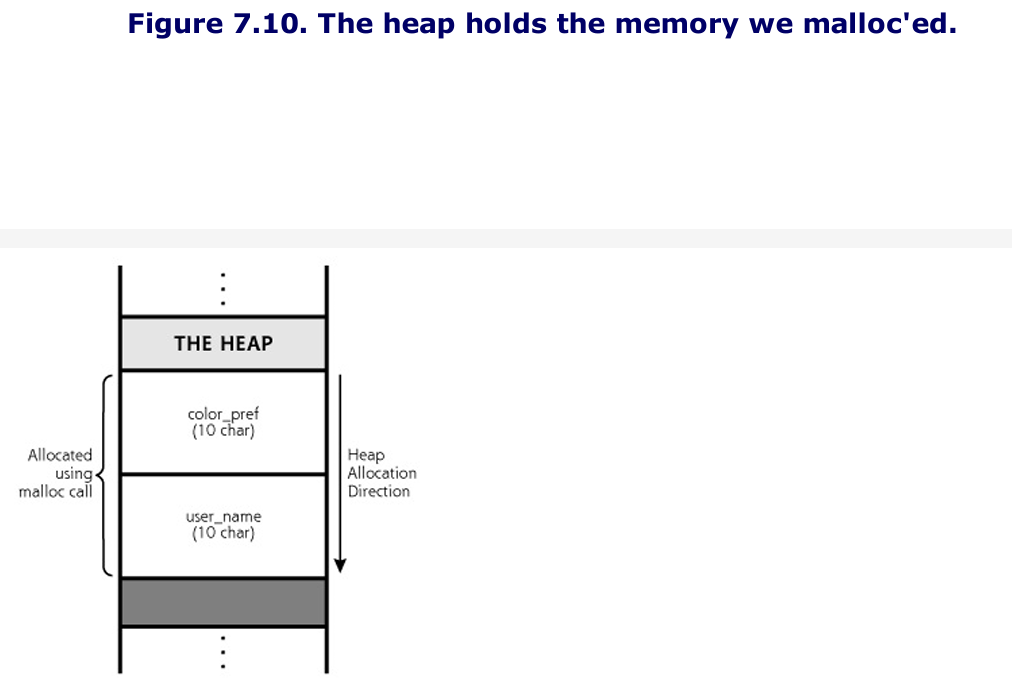 Figure 7.10. The heap holds the memory we malloc'ed.
THE HEAP
color_pref
(10 char)
Allocated
using
malloc call
Heap
Allocation
Direction
user_name
(10 char)